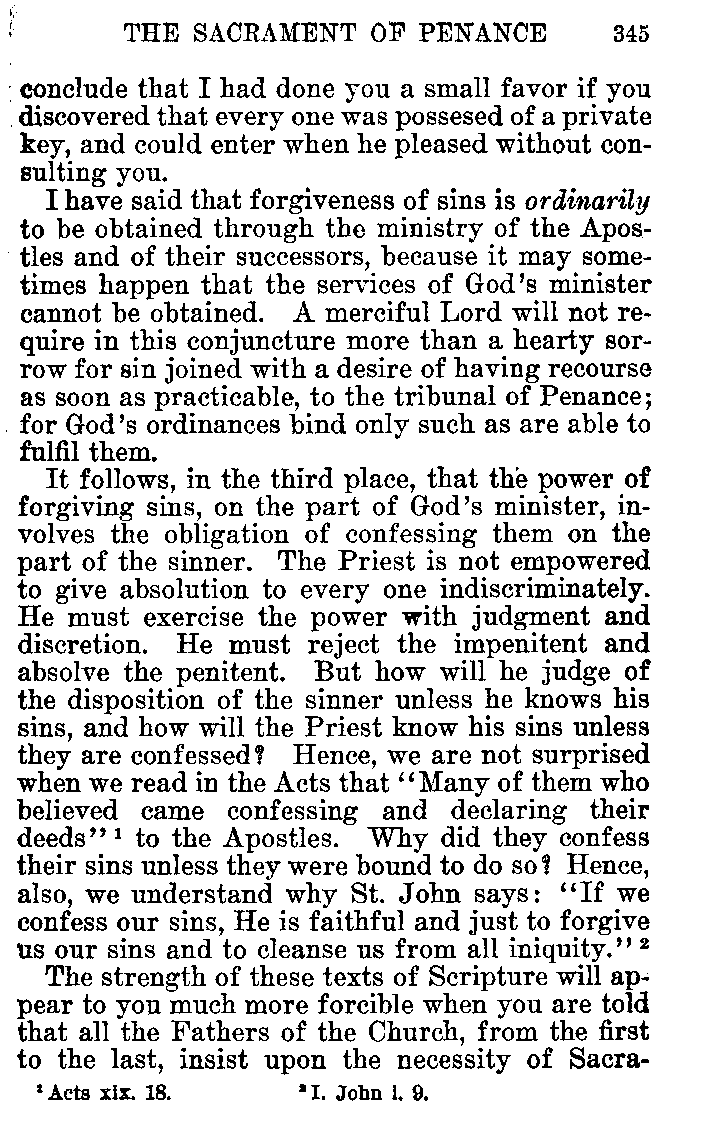 THE SACRAMENT OF PENANCE 345
conclude that I had done you a small favor if you
discovered that every one was possesed of a private
key, and could enter when he pleased without con-
sulting you.
I have said that forgiveness of sins is ordinarily
to be obtained through the ministry of the Apos-
tles and of their successors, because it may some-
times happen that the services of God's minister
cannot be obtained. A merciful Lord will not re-
quire in this conjuncture more than a hearty sor-
row for sin joined with a desire of having recourse
as soon as practicable, to the tribunal of Penance;
for God's ordinances bind only such as are able to
fulfil them.
It follows, in the third place, that the power of
forgiving sins, on the part of God's minister, in-
volves the obligation of confessing them on the
part of the sinner. The Priest is not empowered
to give absolution to every one indiscriminately.
He must exercise the power with judgment and
discretion. He must reject the impenitent and
absolve the penitent. But how will he judge of
the disposition of the sinner unless he knows his
sins, and how will the Priest know his sins unless
they are confessed? Hence, we are not surprised
when we read in the Acts that “Many of them who
believed came confessing and declaring their
deeds” ¹ to the Apostles. Why did they confess
their sins unless they were bound to do so? Hence,
also, we understand why St. John says: “If we
confess our sins, He is faithful and just to forgive
us our sins and to cleanse us from all iniquity.” ²
The strength of these texts of Scripture will ap-
pear to you much more forcible when you are told
that all the Fathers of the Church, from the first
to the last, insist upon the necessity of Sacra-
¹ Acts xix. 18. ² I. John i. 9.